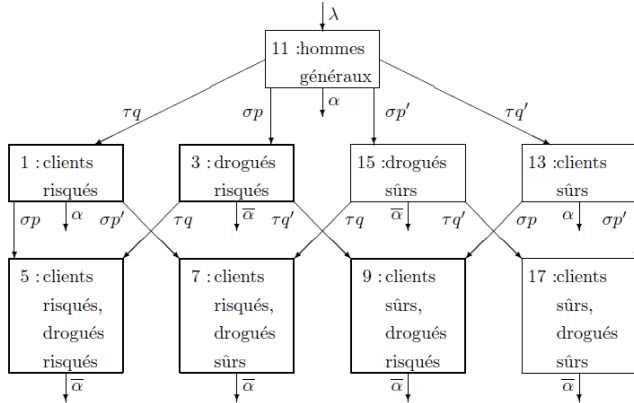 λ
11 :hommes
généraux
τq
σp
α
σp′
τq′
1 : clients
risqués
3 : drogués
risqués
15 : drogués
sûrs
13 : clients
sûrs
σp
α
σp′
τq
α̅
τq′
τq
α̅
τq′
σp
α
σp′
5 : clients
risqués,
drogués
risqués
7 : clients
risqués,
drogués
sûrs
9 : clients
sûrs,
drogués
risqués
17 : clients
sûrs,
drogués
sûrs
α̅
α̅
α̅
α̅